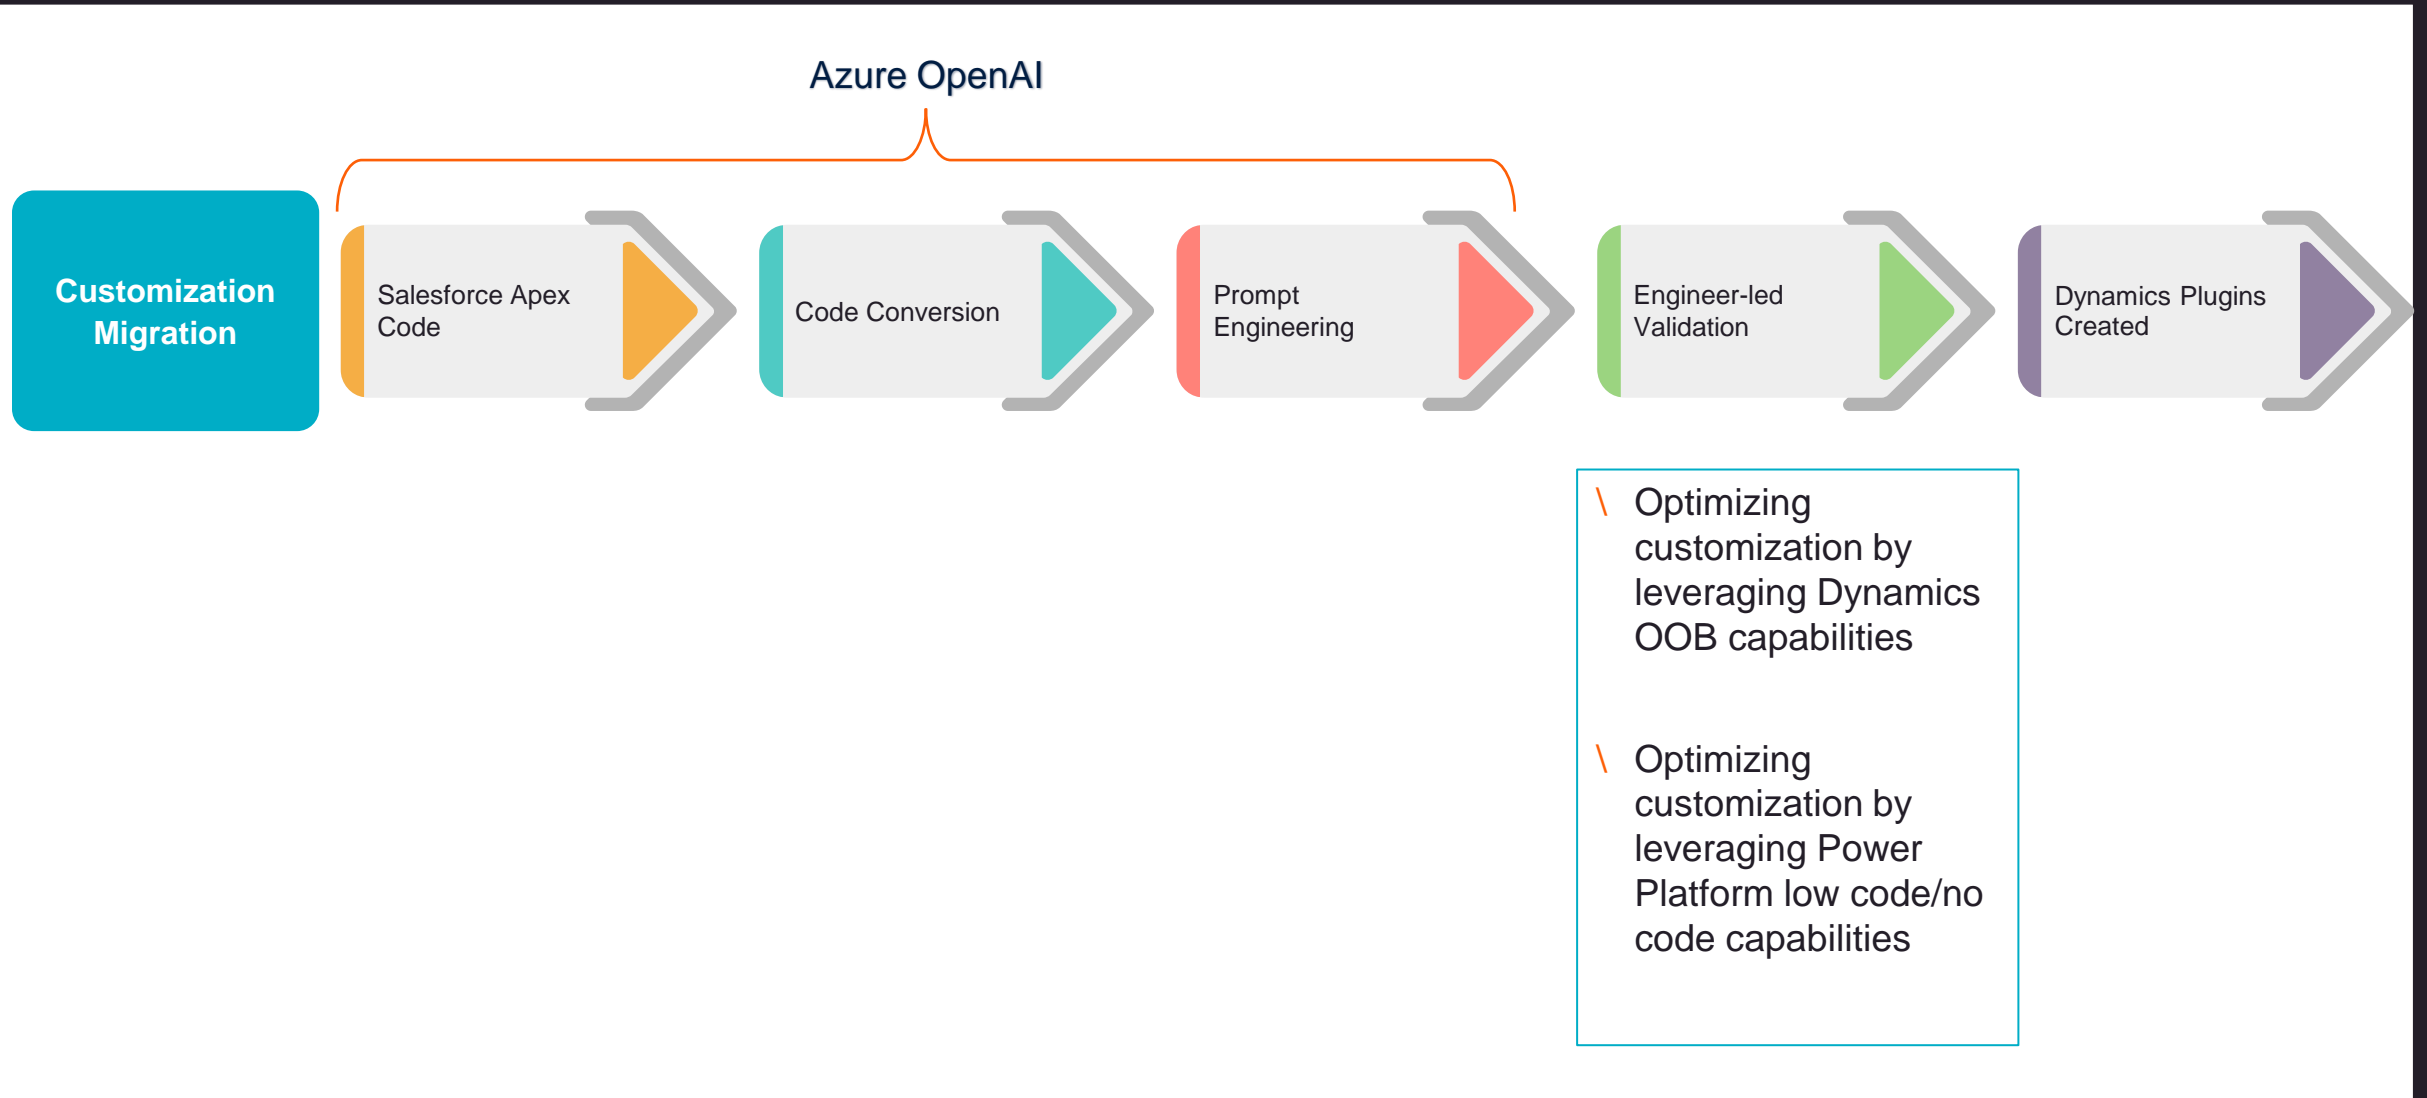 Azure OpenAI
Customization
Migration
Salesforce Apex
Code
Code Conversion
Prompt
Engineering
Engineer-led
Validation
Dynamics Plugins
Created
\ Optimizing
customization by
leveraging Dynamics
OOB capabilities
\ Optimizing
customization by
leveraging Power
Platform low code/no
code capabilities